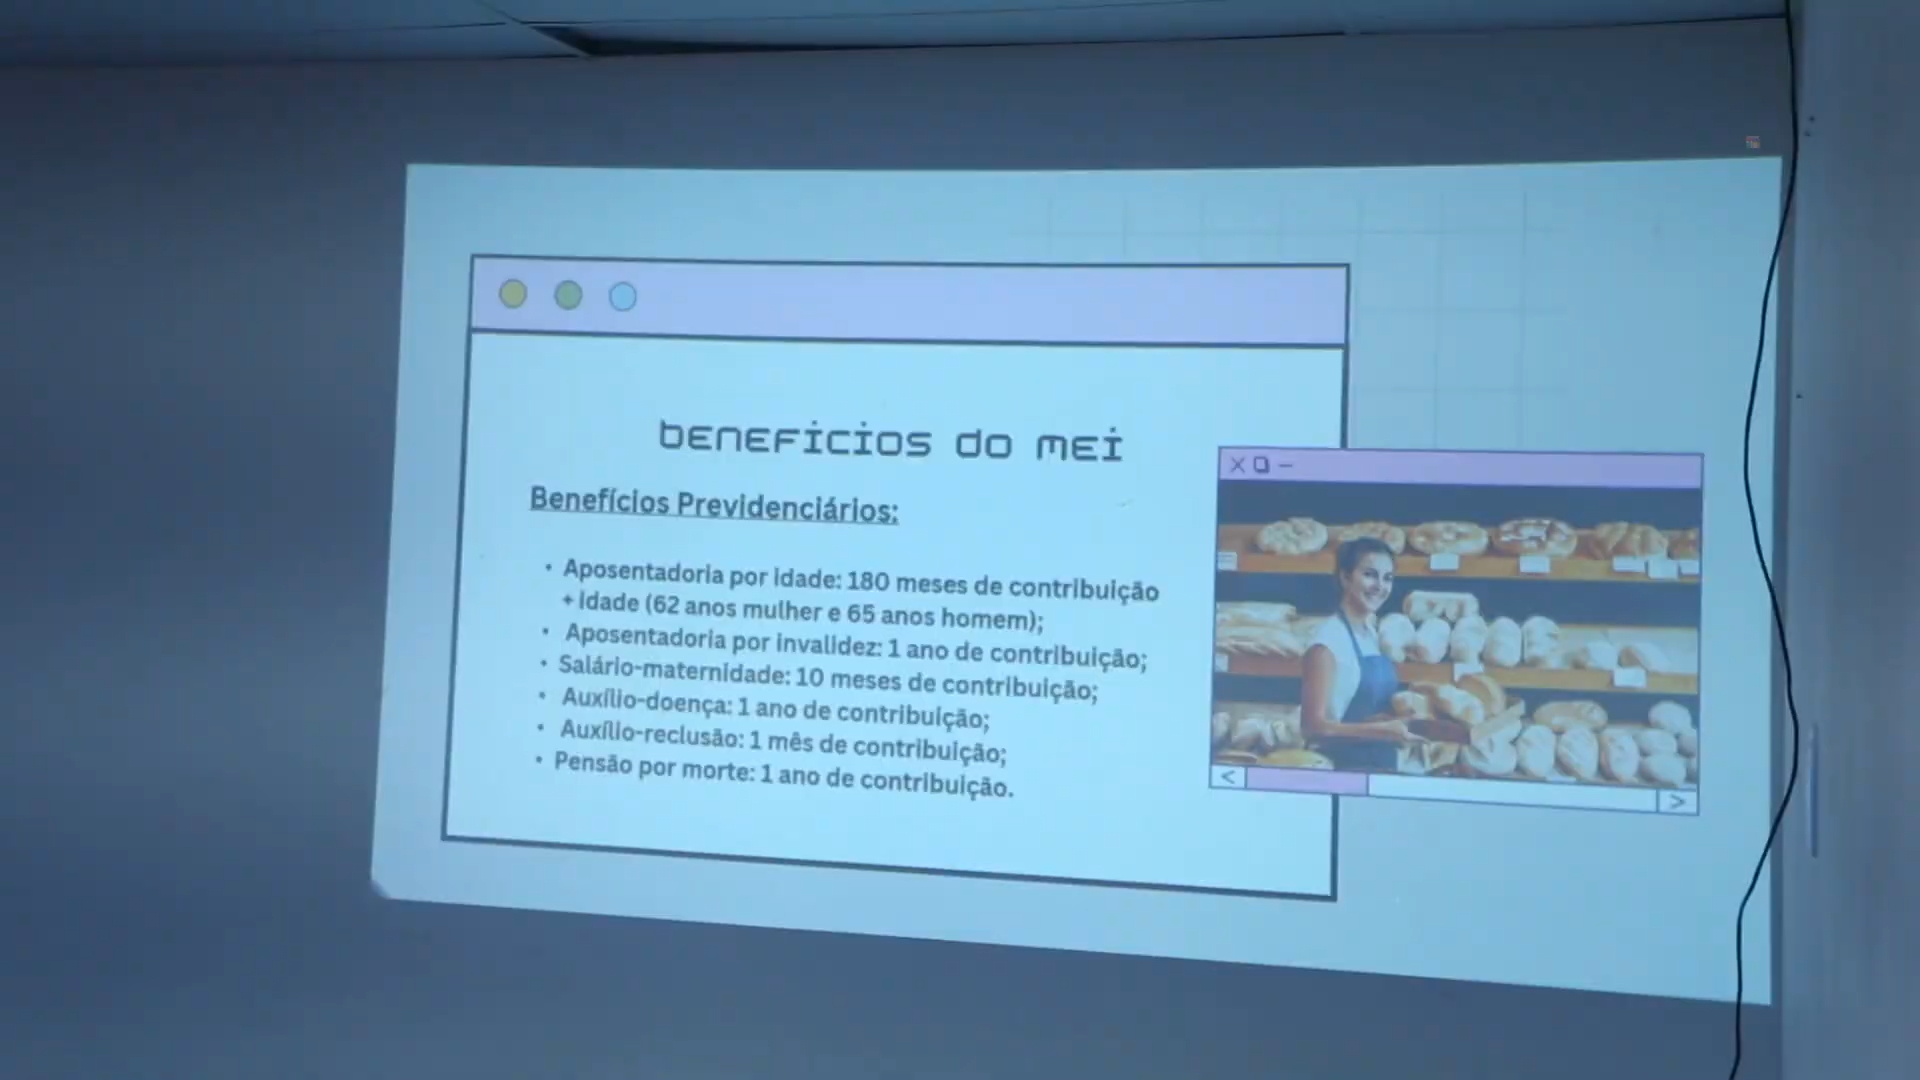 BENEFÍCIOS DO MEI
Benefícios Previdenciários:
• Aposentadoria por idade: 180 meses de contribuição
+ idade (62 anos mulher e 65 anos homem);
• Aposentadoria por invalidez: 1 ano de contribuição;
• Salário-maternidade: 10 meses de contribuição;
• Auxílio-doença: 1 ano de contribuição;
• Auxílio-reclusão: 1 mês de contribuição;
• Pensão por morte: 1 ano de contribuição.